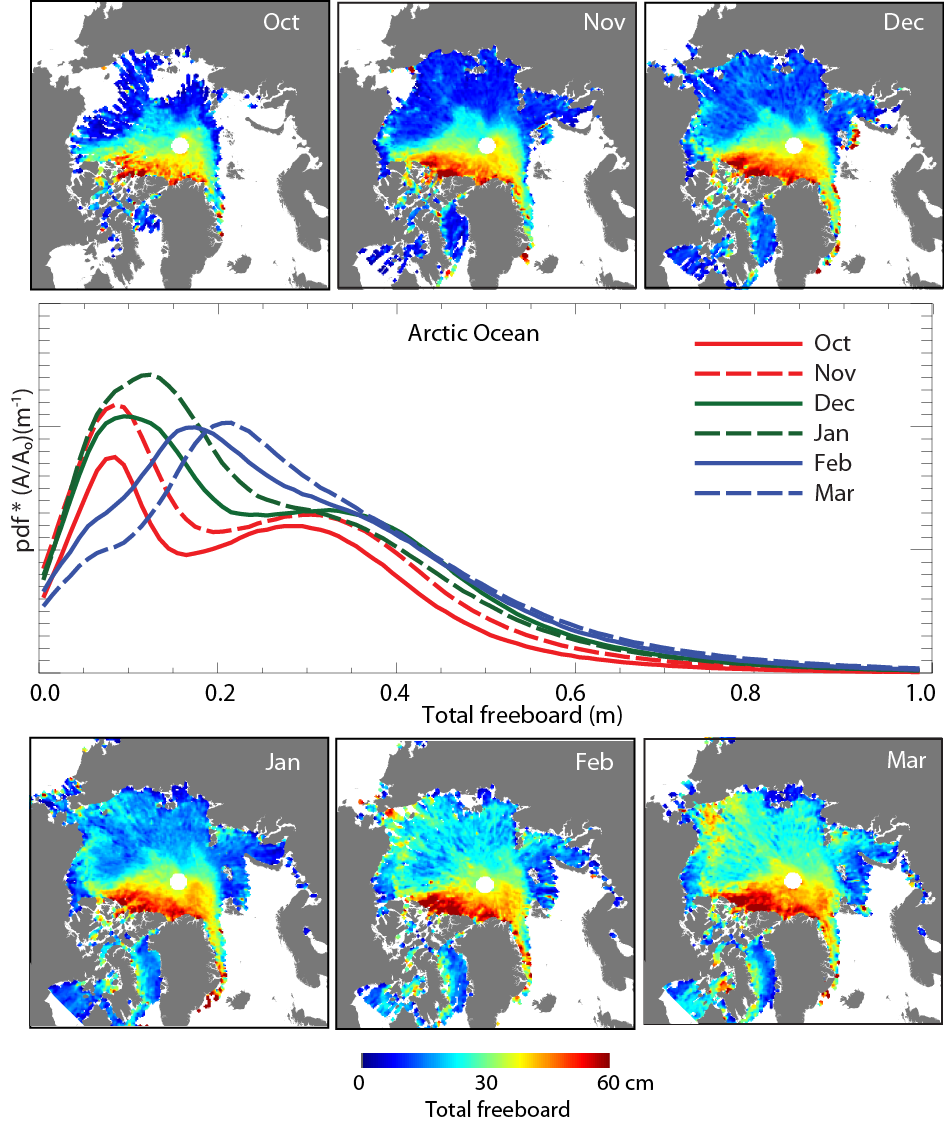 Oct
Nov
Dec
Arctic Ocean
Oct
Nov
Dec
Jan
Feb
Mar
pdf * (A/Aₒ)(m⁻¹)
0.0 0.2 0.4 0.6 0.8 1.0
Total freeboard (m)
Jan
Feb
Mar
0 30 60 cm
Total freeboard